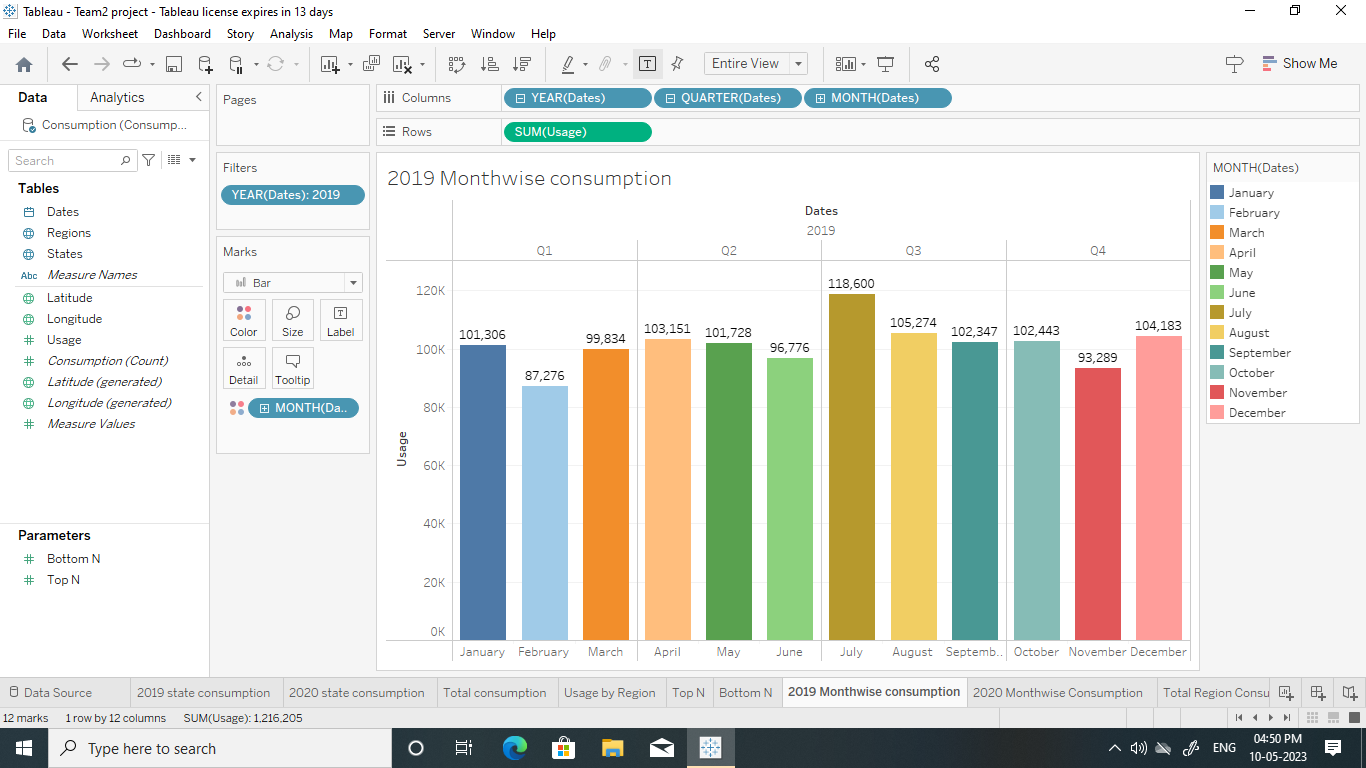 Tableau - Team2 project - Tableau license expires in 13 days
File Data Worksheet Dashboard Story Analysis Map Format Server Window Help
Entire View
Show Me
Data Analytics
Consumption (Consump...
Search
Tables
Dates
Regions
States
Abc Measure Names
Latitude
Longitude
Usage
Consumption (Count)
Latitude (generated)
Longitude (generated)
Measure Values
Parameters
Bottom N
Top N
Pages
Filters
YEAR(Dates): 2019
Marks
Bar
Color Size Label
Detail Tooltip
MONTH(Da..
Columns YEAR(Dates) QUARTER(Dates) MONTH(Dates)
Rows SUM(Usage)
2019 Monthwise consumption
Dates
2019
Q1 Q2 Q3 Q4
Usage
120K
100K
80K
60K
40K
20K
0K
101,306 87,276 99,834 103,151 101,728 96,776 118,600 105,274 102,347 102,443 93,289 104,183
January February March April May June July August Septemb.. October November December
MONTH(Dates)
January
February
March
April
May
June
July
August
September
October
November
December
Data Source 2019 state consumption 2020 state consumption Total consumption Usage by Region Top N Bottom N 2019 Monthwise consumption 2020 Monthwise Consumption Total Region Consu
12 marks 1 row by 12 columns SUM(Usage): 1,216,205
Type here to search
ENG
04:50 PM
10-05-2023